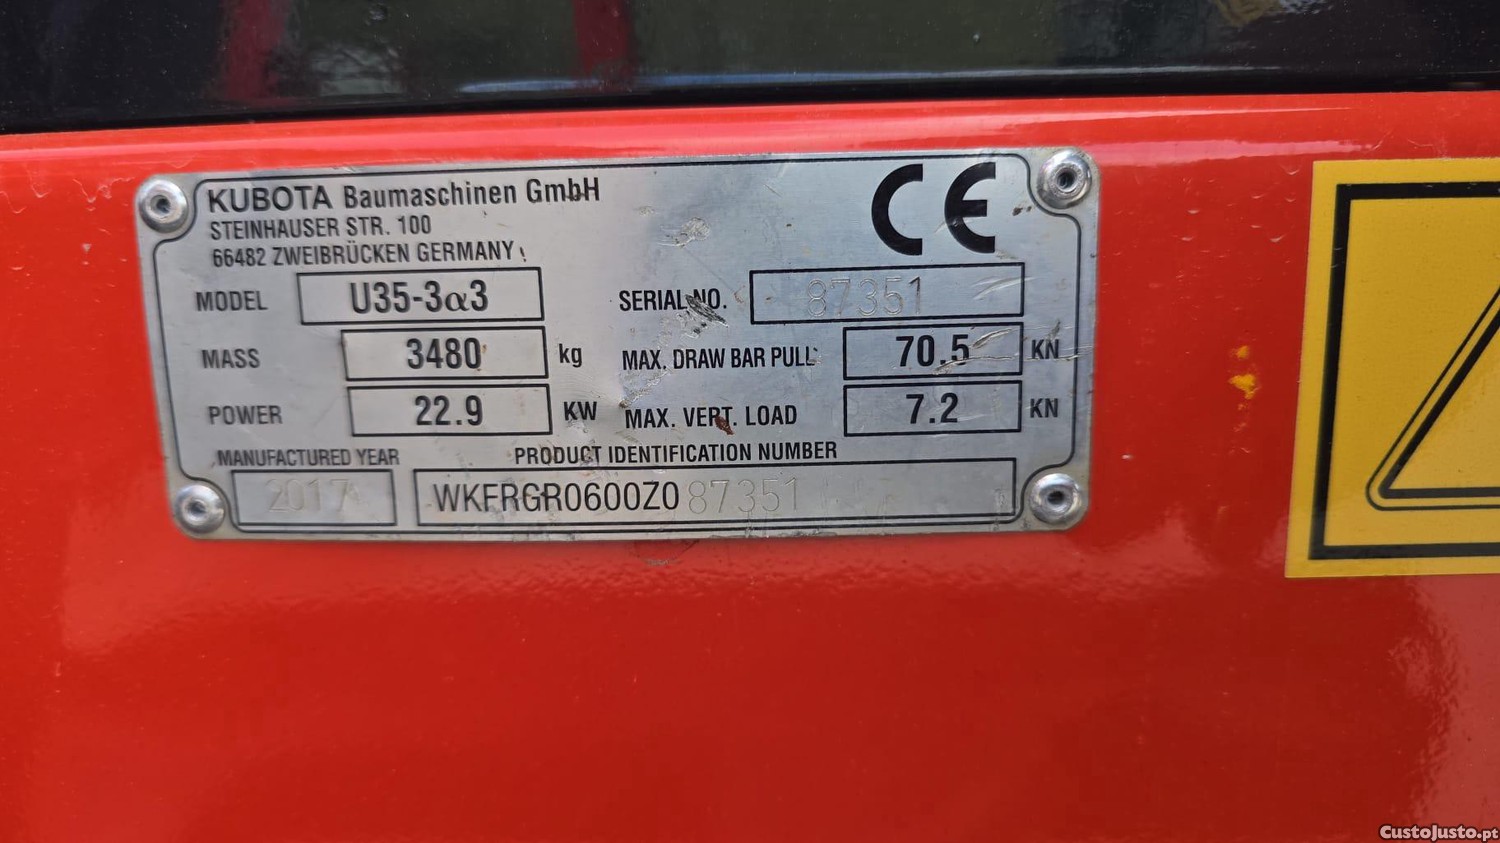 KUBOTA Baumaschinen GmbH
STEINHAUSER STR. 100
66482 ZWEIBRÜCKEN GERMANY
CE
MODEL U35-3α3
SERIAL NO. 87351
MASS 3480 kg
MAX. DRAW BAR PULL 70.5 KN
POWER 22.9 KW
MAX. VERT. LOAD 7.2 KN
MANUFACTURED YEAR
PRODUCT IDENTIFICATION NUMBER
2017
WKFRGR0600Z087351
CustoJusto.pt